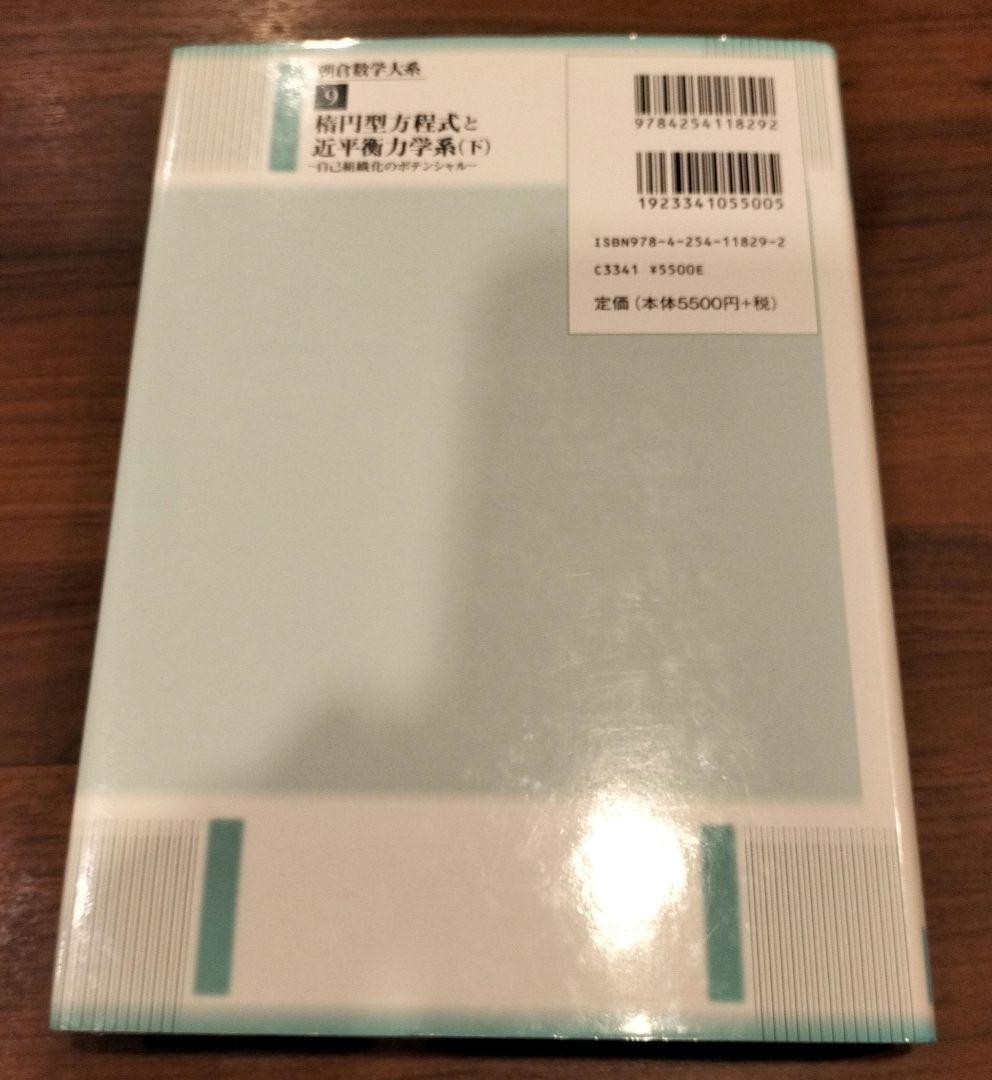 朝倉数学大系
9
楕円型方程式と
近平衡力学系(下)
-自己組織化のポテンシャル-
9784254118292
1923341055005
ISBN978-4-254-11829-2
C3341 ¥5500E
定価(本体5500円+税)